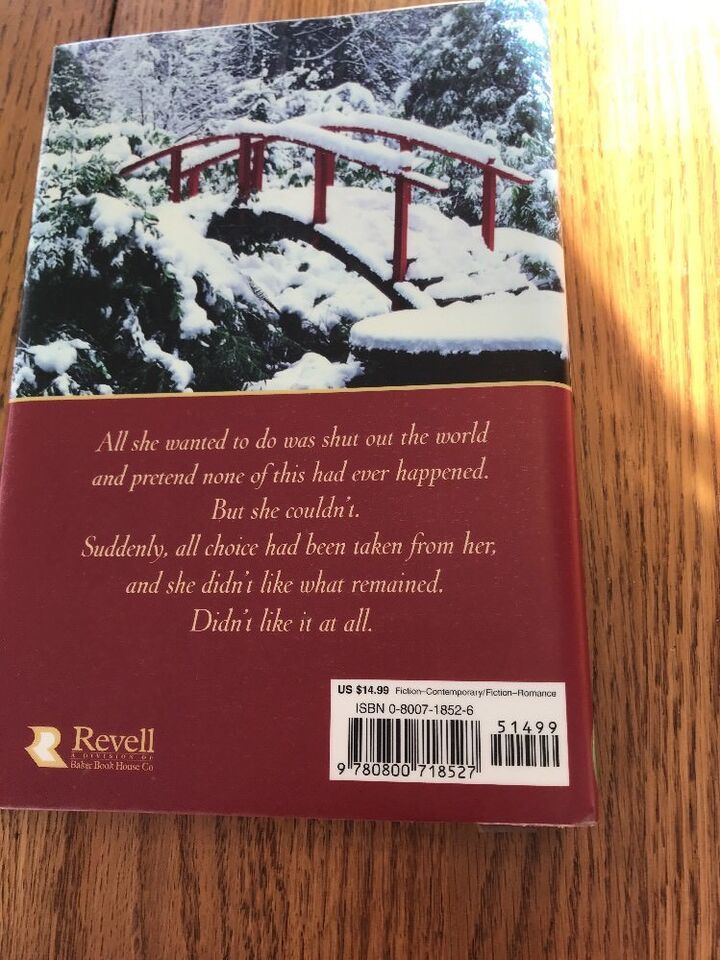 All she wanted to do was shut out the world
and pretend none of this had ever happened.
But she couldn't.
Suddenly, all choice had been taken from her,
and she didn't like what remained.
Didn't like it at all.
US $14.99 Fiction–Contemporary/Fiction–Romance
ISBN 0-8007-1852-6
51499
9 780800 718527
Revell
A DIVISION OF
Baker Book House Co